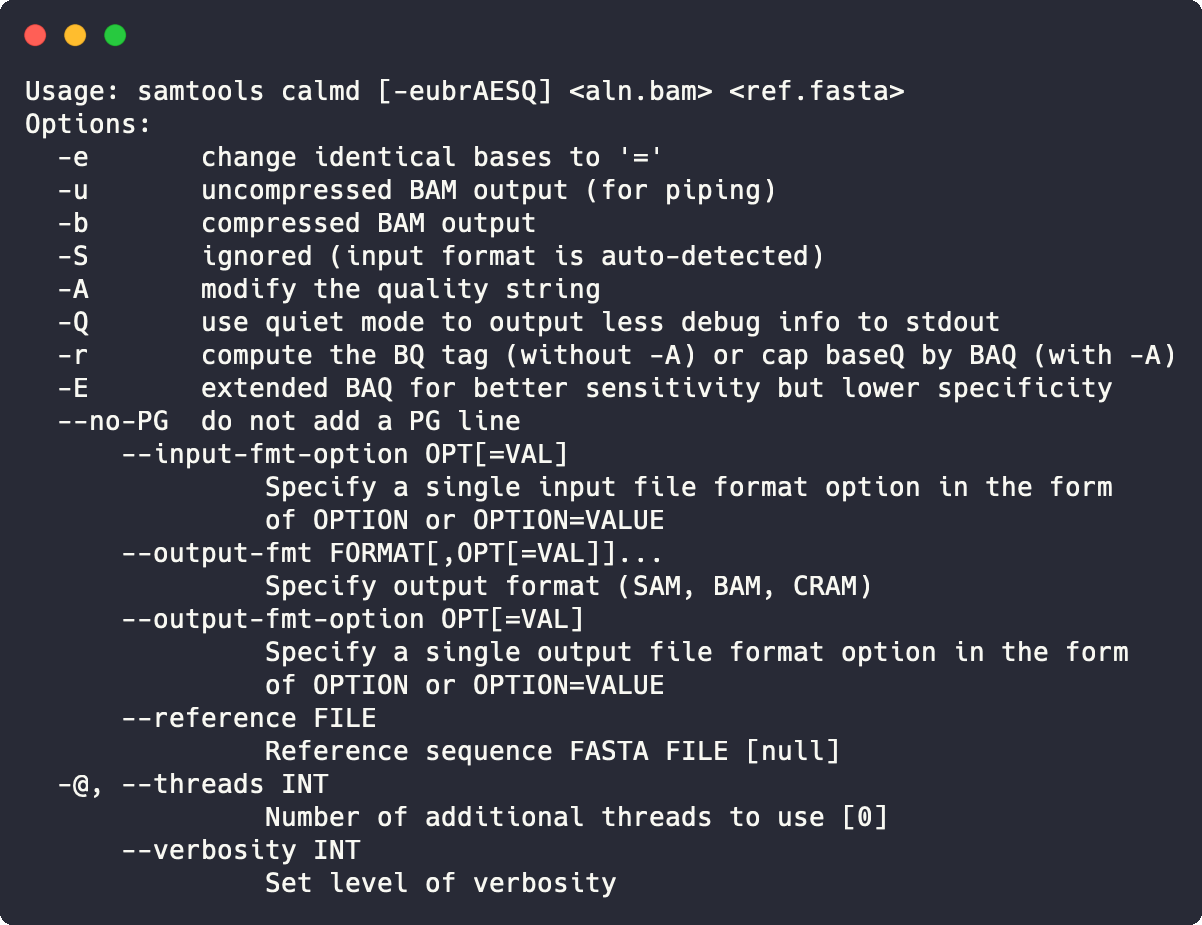 Usage: samtools calmd [-eubrAESQ] <aln.bam> <ref.fasta>
Options:
  -e       change identical bases to '='
  -u       uncompressed BAM output (for piping)
  -b       compressed BAM output
  -S       ignored (input format is auto-detected)
  -A       modify the quality string
  -Q       use quiet mode to output less debug info to stdout
  -r       compute the BQ tag (without -A) or cap baseQ by BAQ (with -A)
  -E       extended BAQ for better sensitivity but lower specificity
  --no-PG  do not add a PG line
      --input-fmt-option OPT[=VAL]
               Specify a single input file format option in the form
               of OPTION or OPTION=VALUE
      --output-fmt FORMAT[,OPT[=VAL]]...
               Specify output format (SAM, BAM, CRAM)
      --output-fmt-option OPT[=VAL]
               Specify a single output file format option in the form
               of OPTION or OPTION=VALUE
      --reference FILE
               Reference sequence FASTA FILE [null]
  -@, --threads INT
               Number of additional threads to use [0]
      --verbosity INT
               Set level of verbosity